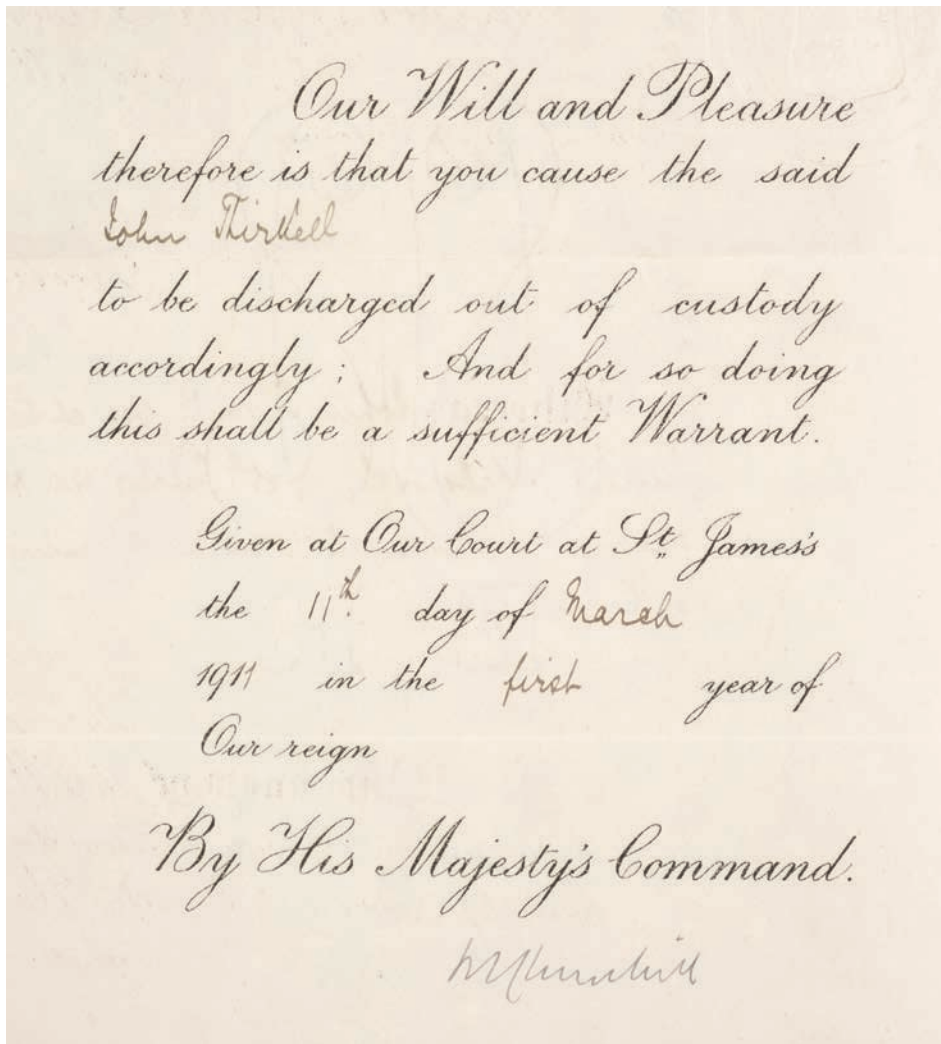 Our Will and Pleasure
therefore is that you cause the said
John Thirkell
to be discharged out of custody
accordingly; And for so doing
this shall be a sufficient Warrant.
Given at Our Court at St James's
the 11th day of March
1911 in the first year of
Our reign
By His Majesty's Command.
WChurchill